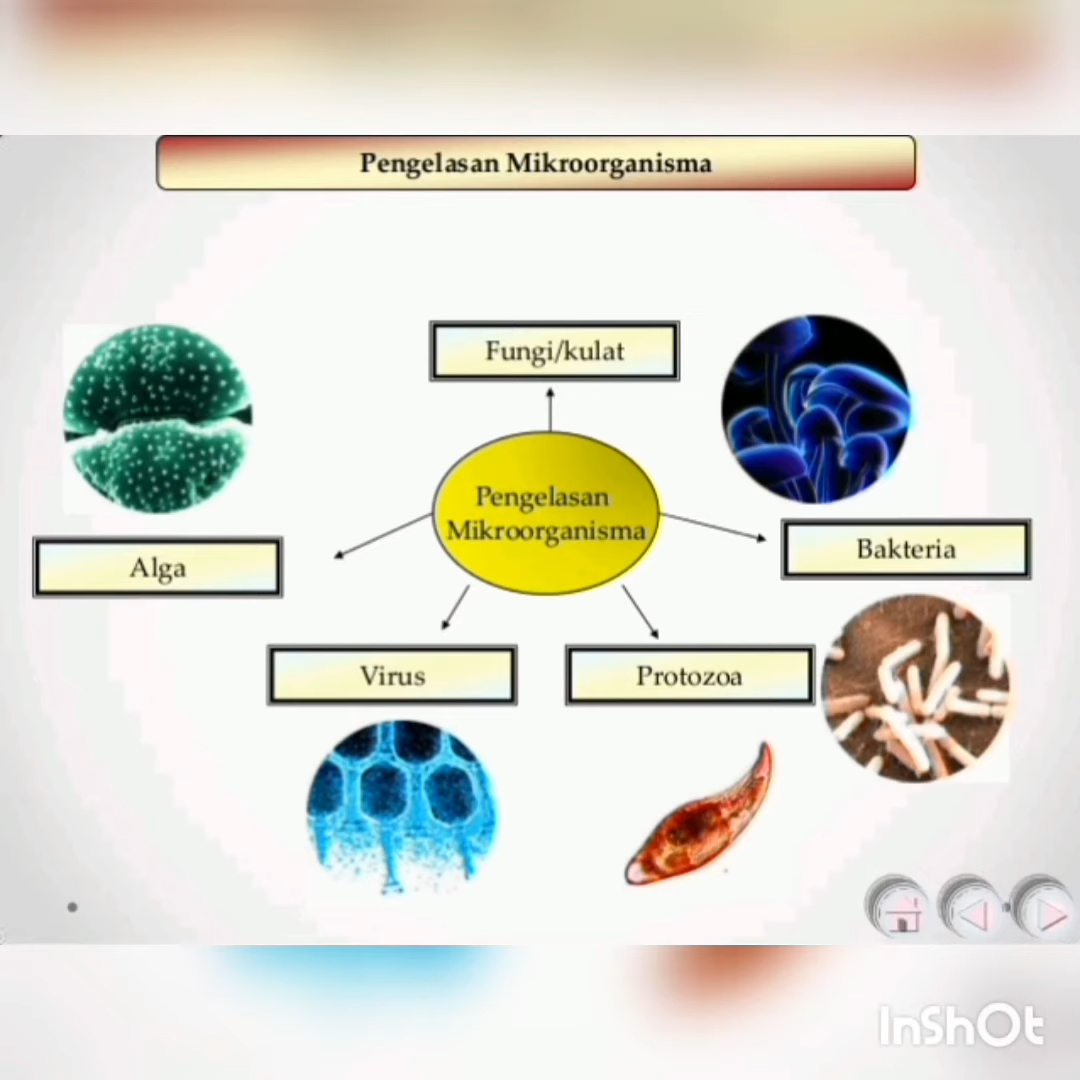 Pengelasan Mikroorganisma
Fungi/kulat
Pengelasan
Mikroorganisma
Bakteria
Alga
Virus
Protozoa
InShOt